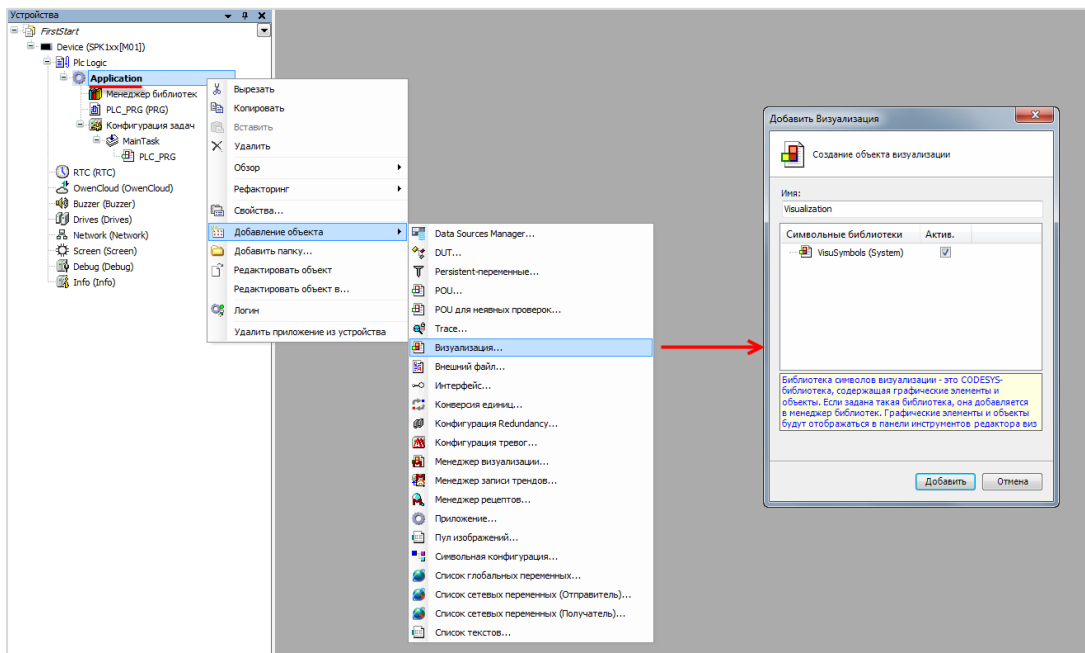 Устройства
FirstStart
Device (SPK1xx[M01])
Plc Logic
Application
Менеджер библиотек
PLC_PRG (PRG)
Конфигурация задач
MainTask
PLC_PRG
RTC (RTC)
OwenCloud (OwenCloud)
Buzzer (Buzzer)
Drives (Drives)
Network (Network)
Screen (Screen)
Debug (Debug)
Info (Info)
Вырезать
Копировать
Вставить
Удалить
Обзор
Рефакторинг
Свойства...
Добавление объекта
Добавить папку...
Редактировать объект
Редактировать объект в...
Логин
Удалить приложение из устройства
Data Sources Manager...
DUT...
Persistent-переменные...
POU...
POU для неявных проверок...
Trace...
Визуализация...
Внешний файл...
Интерфейс...
Конверсия единиц...
Конфигурация Redundancy...
Конфигурация тревог...
Менеджер визуализации...
Менеджер записи трендов...
Менеджер рецептов...
Приложение...
Пул изображений...
Символьная конфигурация...
Список глобальных переменных...
Список сетевых переменных (Отправитель)...
Список сетевых переменных (Получатель)...
Список текстов...
Добавить Визуализация
Создание объекта визуализации
Имя:
Visualization
Символьные библиотеки Актив.
VisuSymbols (System)
Библиотека символов визуализации - это CODESYS-
библиотека, содержащая графические элементы и
объекты. Если задана такая библиотека, она добавляется
в менеджер библиотек. Графические элементы и объекты
будут отображаться в панели инструментов редактора виз
Добавить Отмена